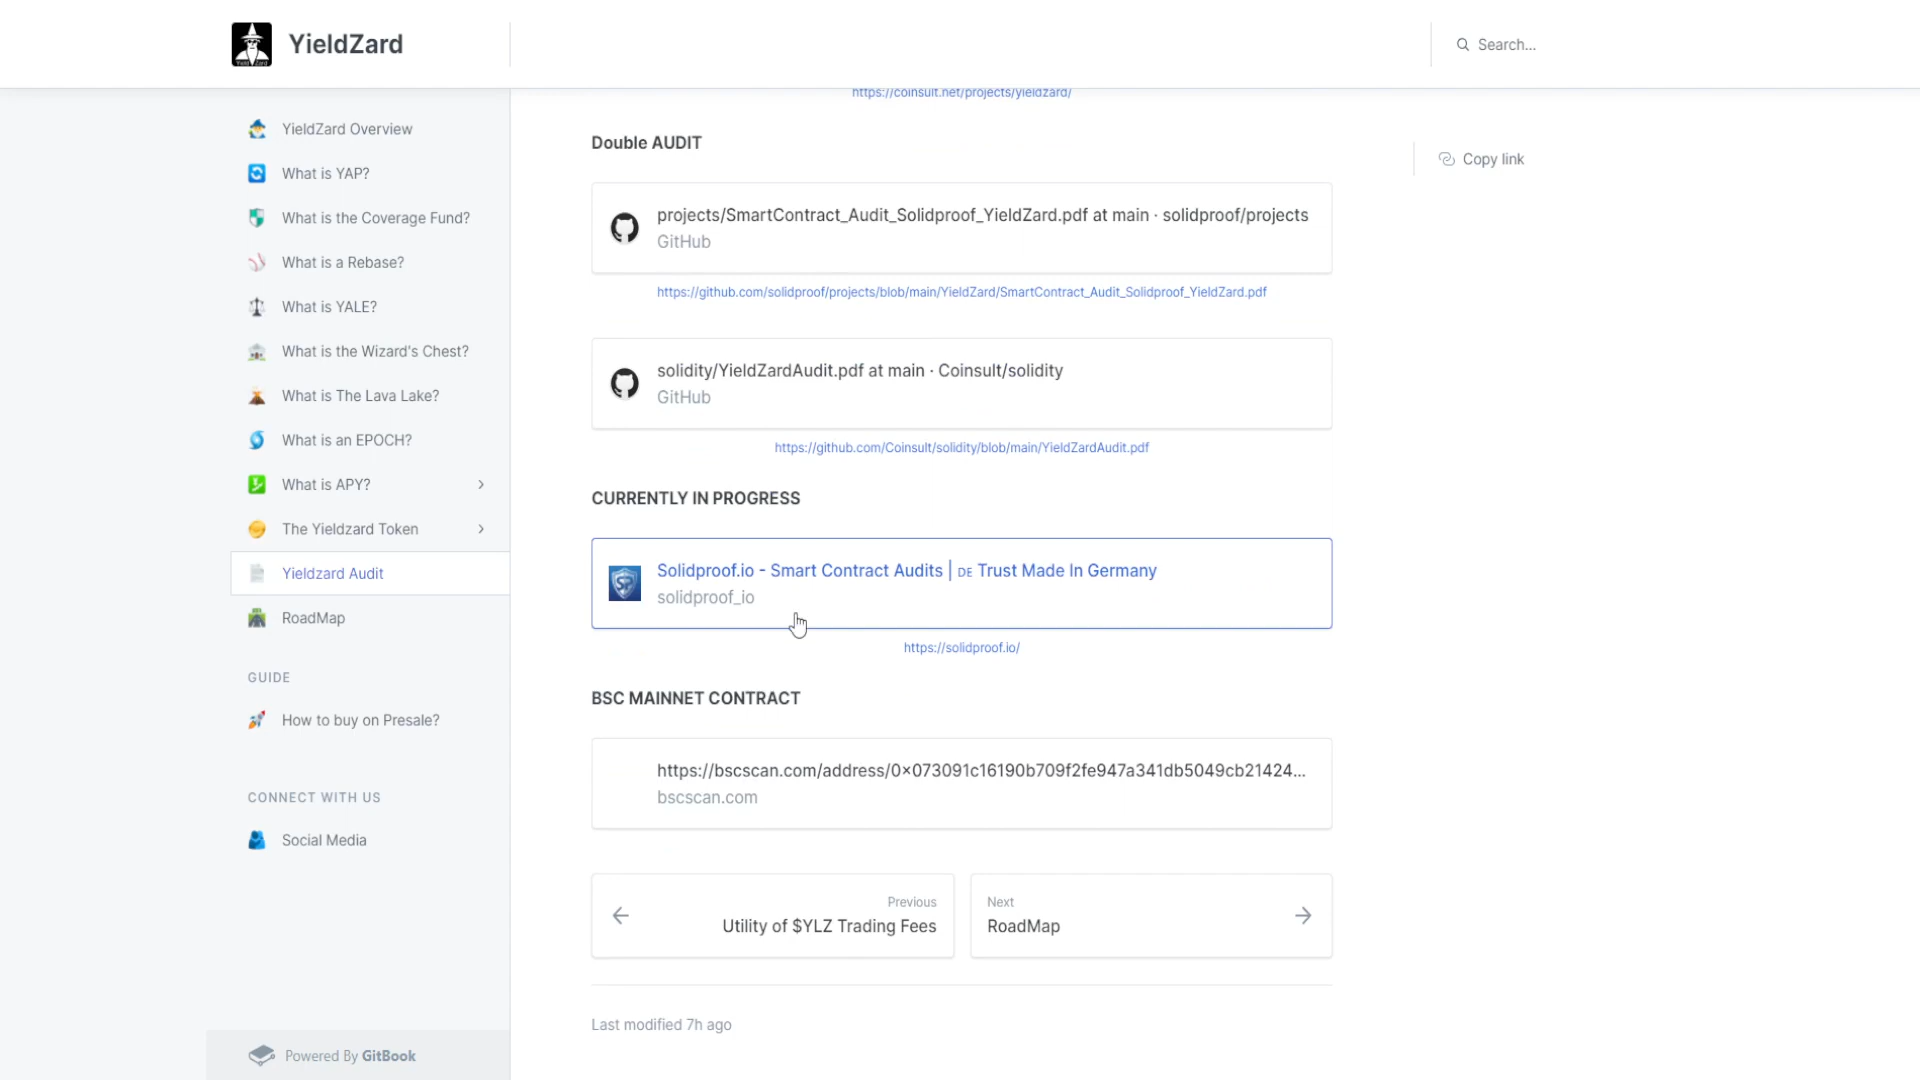 YieldZard
Search...
YieldZard Overview
What is YAP?
What is the Coverage Fund?
What is a Rebase?
What is YALE?
What is the Wizard's Chest?
What is The Lava Lake?
What is an EPOCH?
What is APY?
The Yieldzard Token
Yieldzard Audit
RoadMap
GUIDE
How to buy on Presale?
CONNECT WITH US
Social Media
Powered By GitBook
https://coinsult.net/projects/yieldzard/
Double AUDIT
projects/SmartContract_Audit_Solidproof_YieldZard.pdf at main · solidproof/projects
GitHub
https://github.com/solidproof/projects/blob/main/YieldZard/SmartContract_Audit_Solidproof_YieldZard.pdf
solidity/YieldZardAudit.pdf at main · Coinsult/solidity
GitHub
https://github.com/Coinsult/solidity/blob/main/YieldZardAudit.pdf
CURRENTLY IN PROGRESS
Solidproof.io - Smart Contract Audits | DE Trust Made In Germany
solidproof_io
https://solidproof.io/
BSC MAINNET CONTRACT
https://bscscan.com/address/0×073091c16190b709f2fe947a341db5049cb21424...
bscscan.com
Previous
Utility of $YLZ Trading Fees
Next
RoadMap
Last modified 7h ago
Copy link